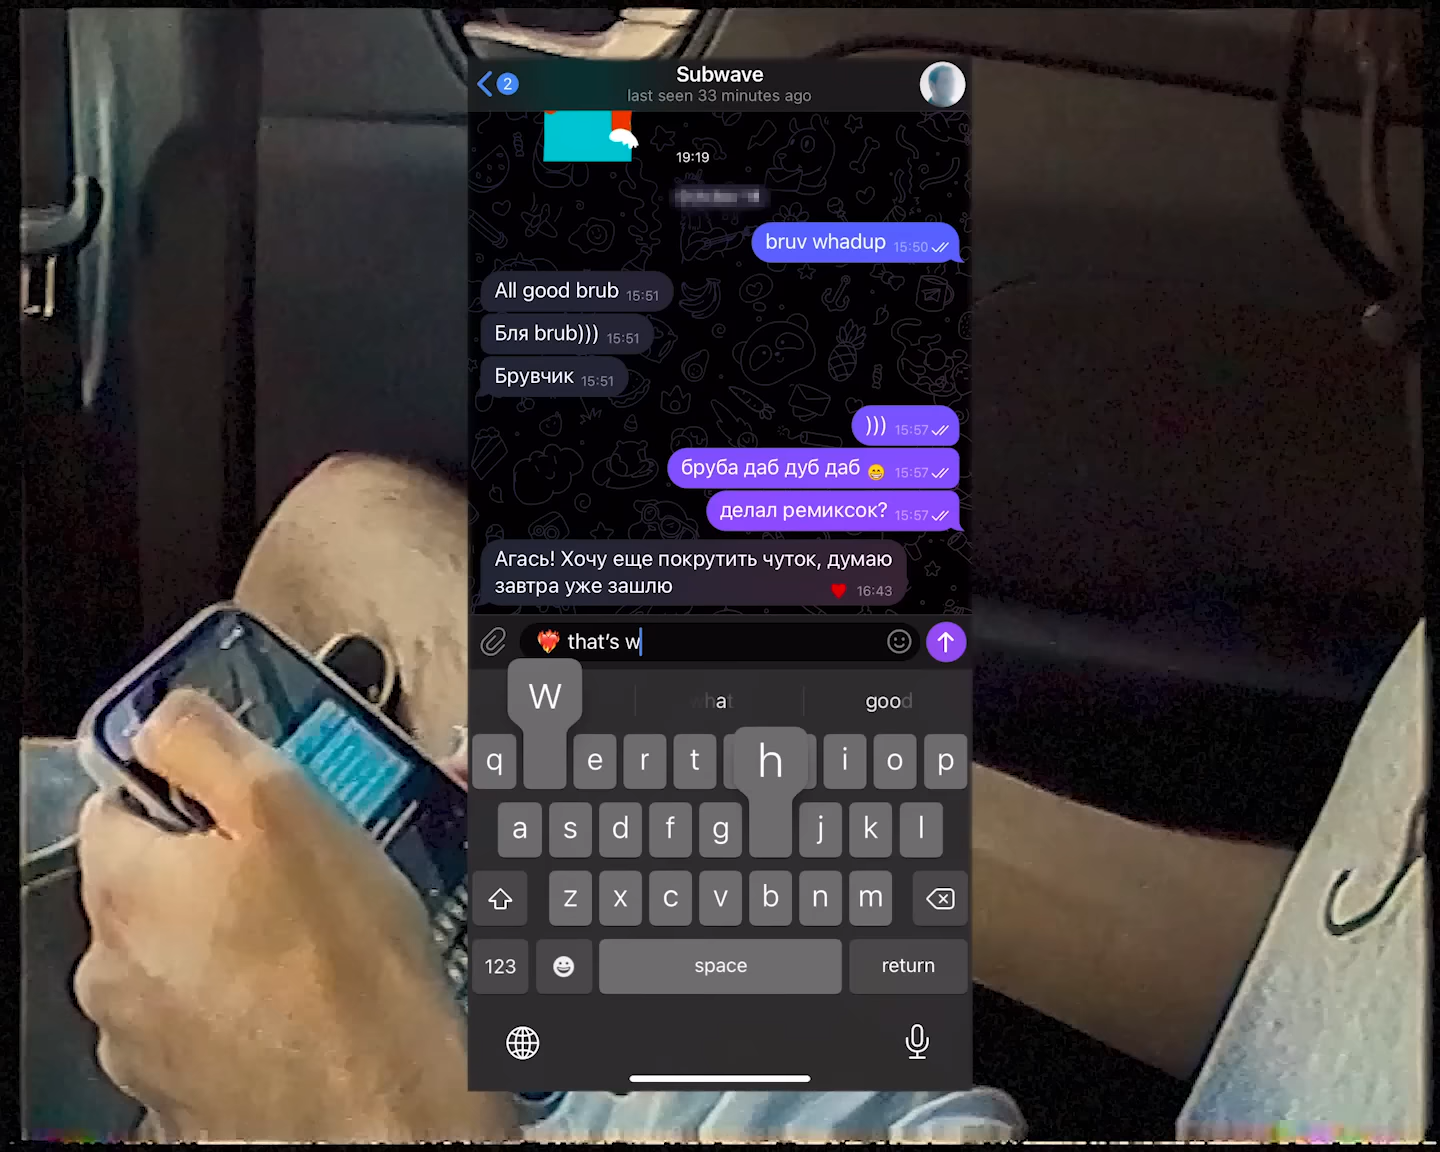 2
Subwave
last seen 33 minutes ago
19:19
bruv whadup 15:50
All good brub 15:51
Бля brub))) 15:51
Брувчик 15:51
))) 15:57
бруба даб дуб даб 😁 15:57
делал ремиксок? 15:57
Агась! Хочу еще покрутить чуток, думаю
завтра уже зашлю ♥ 16:43
❤️‍🔥 that’s w
W
what good
q e r t h i o p
a s d f g j k l
z x c v b n m
123 space return